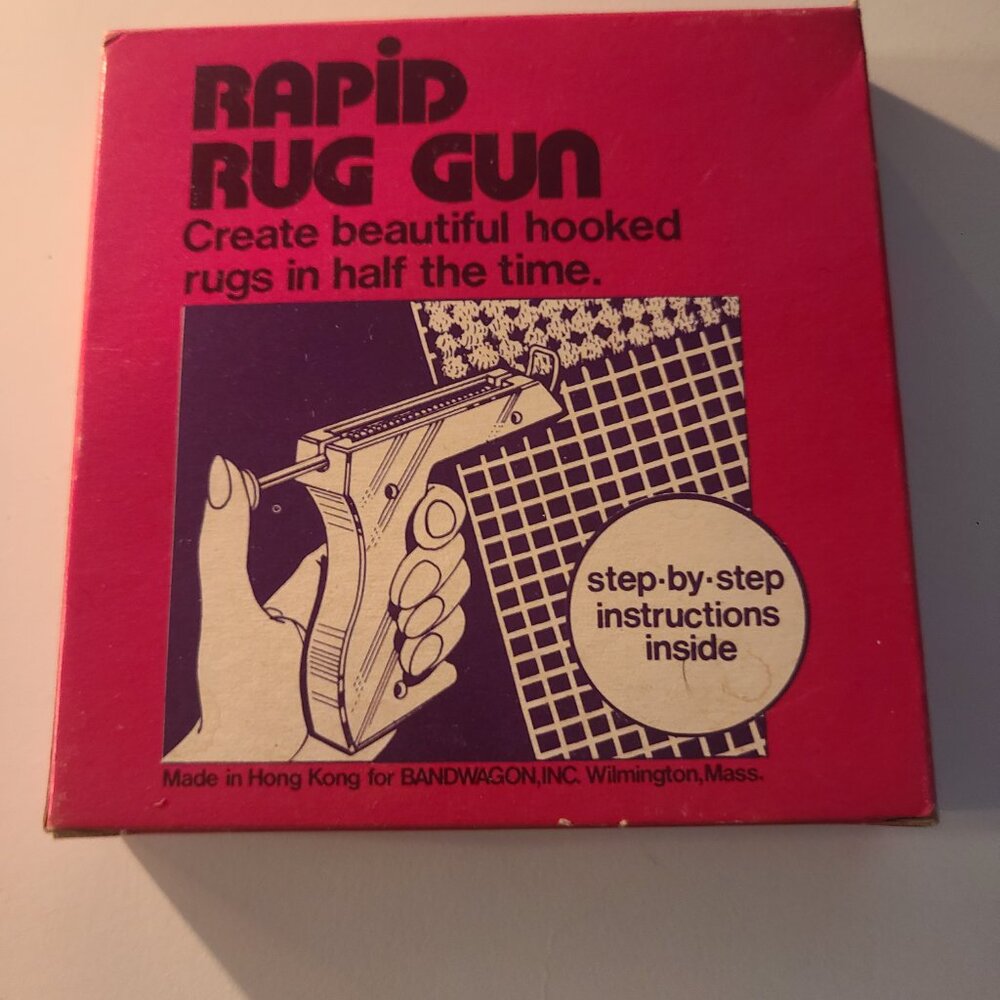 RAPiD
RUG GUn
Create beautiful hooked
rugs in half the time.
step·by·step
instructions
inside
Made in Hong Kong for BANDWAGON,INC. Wilmington,Mass.